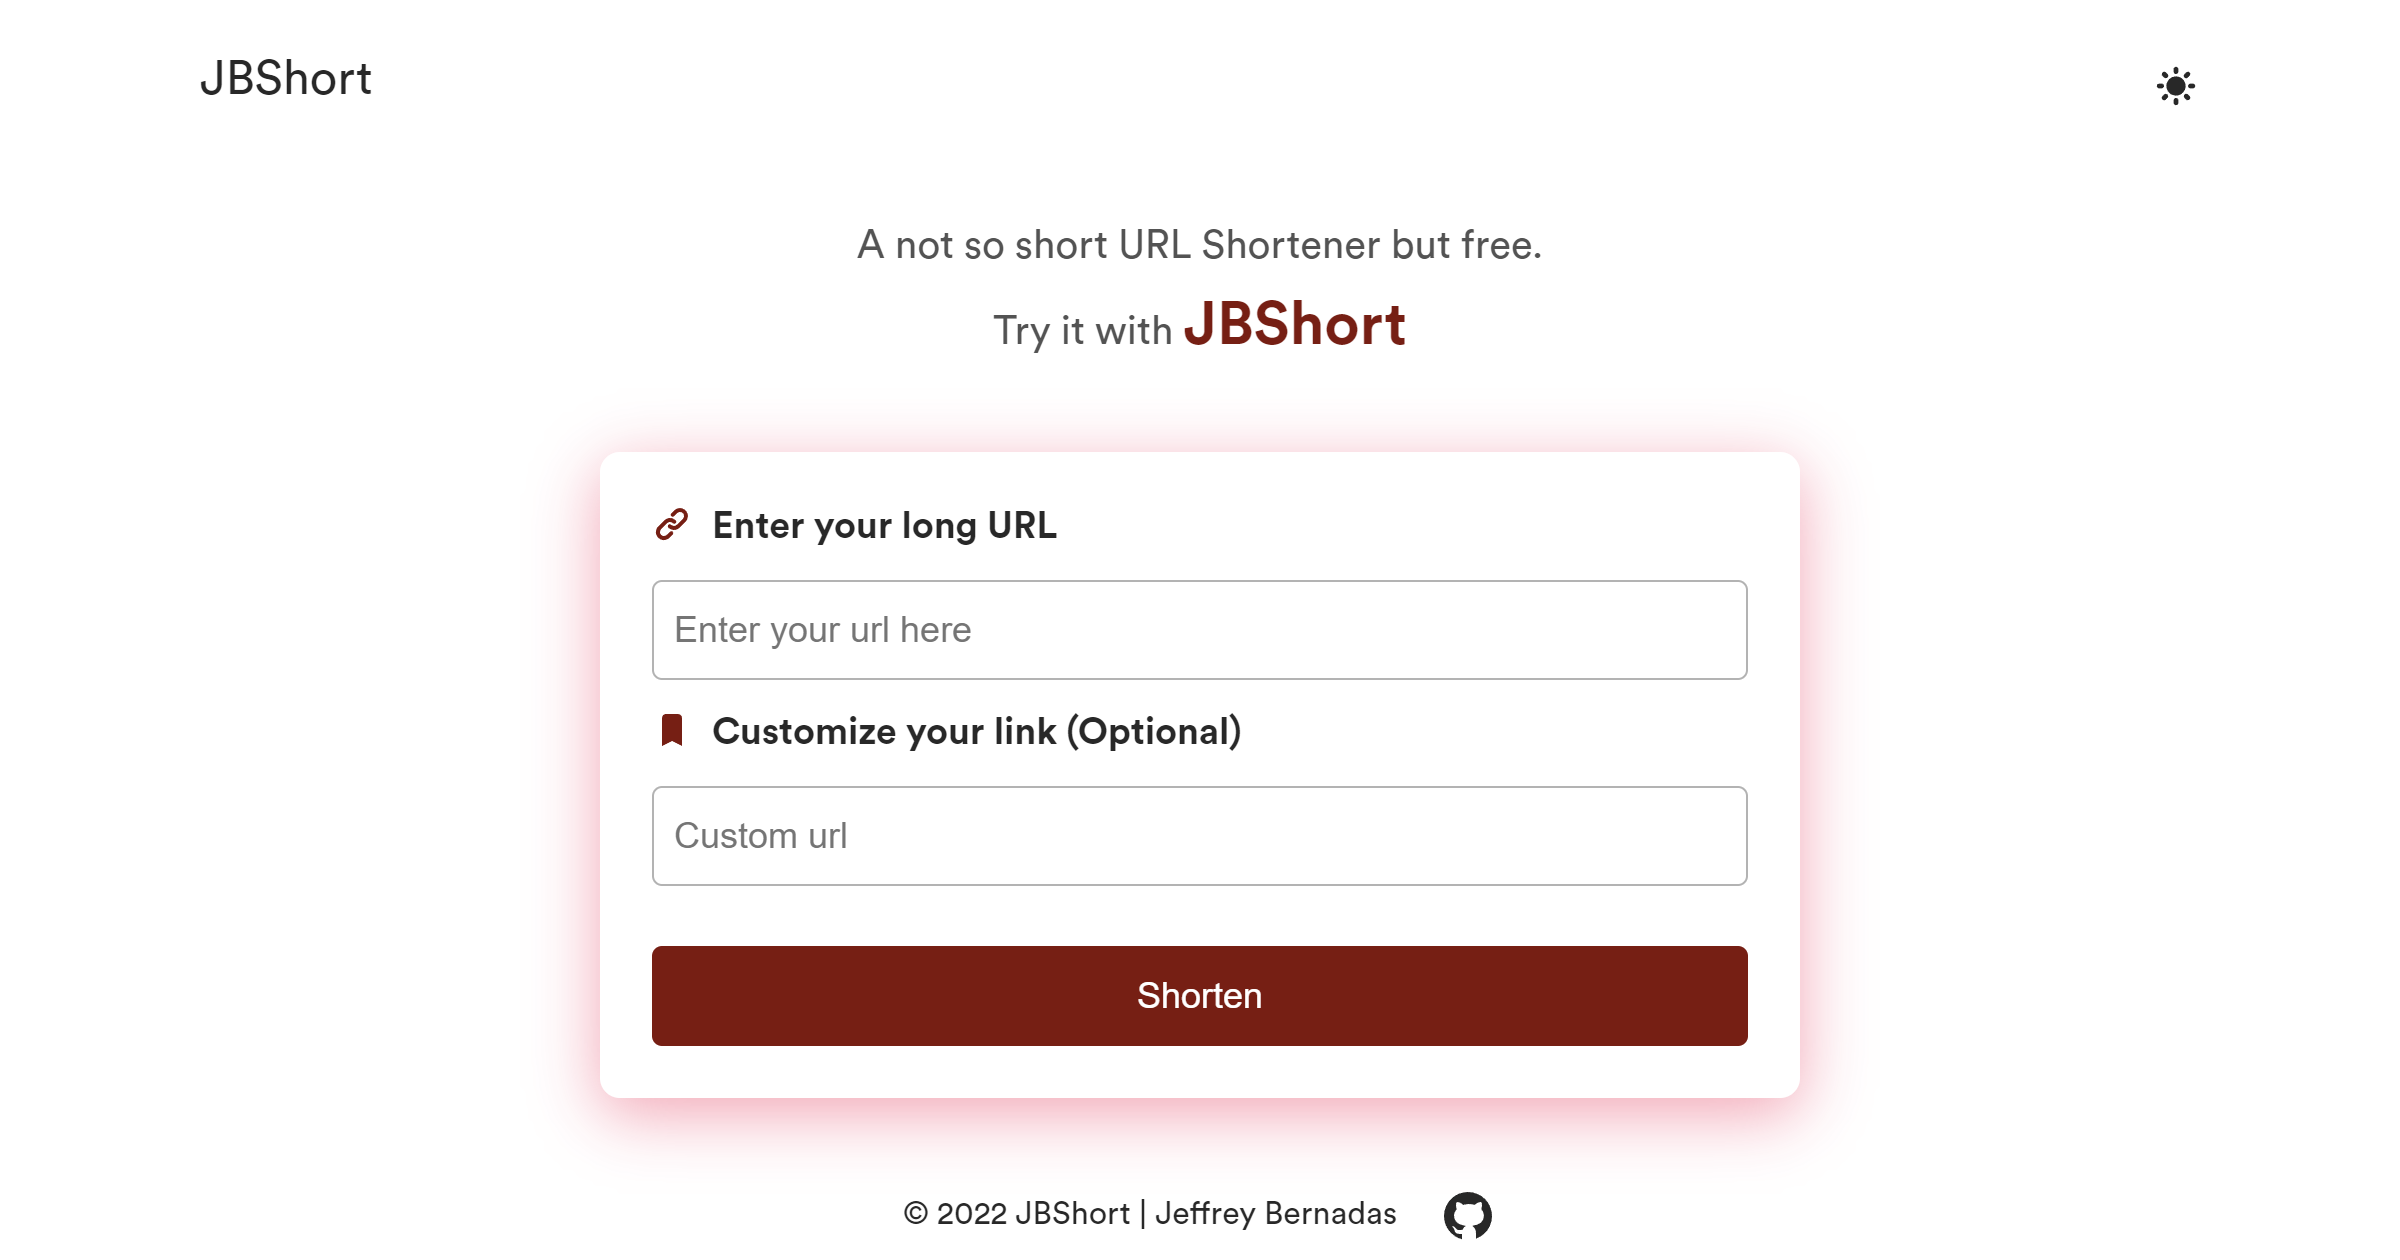 JBShort
A not so short URL Shortener but free.
Try it with JBShort
Enter your long URL
Enter your url here
Customize your link (Optional)
Custom url
Shorten
© 2022 JBShort | Jeffrey Bernadas